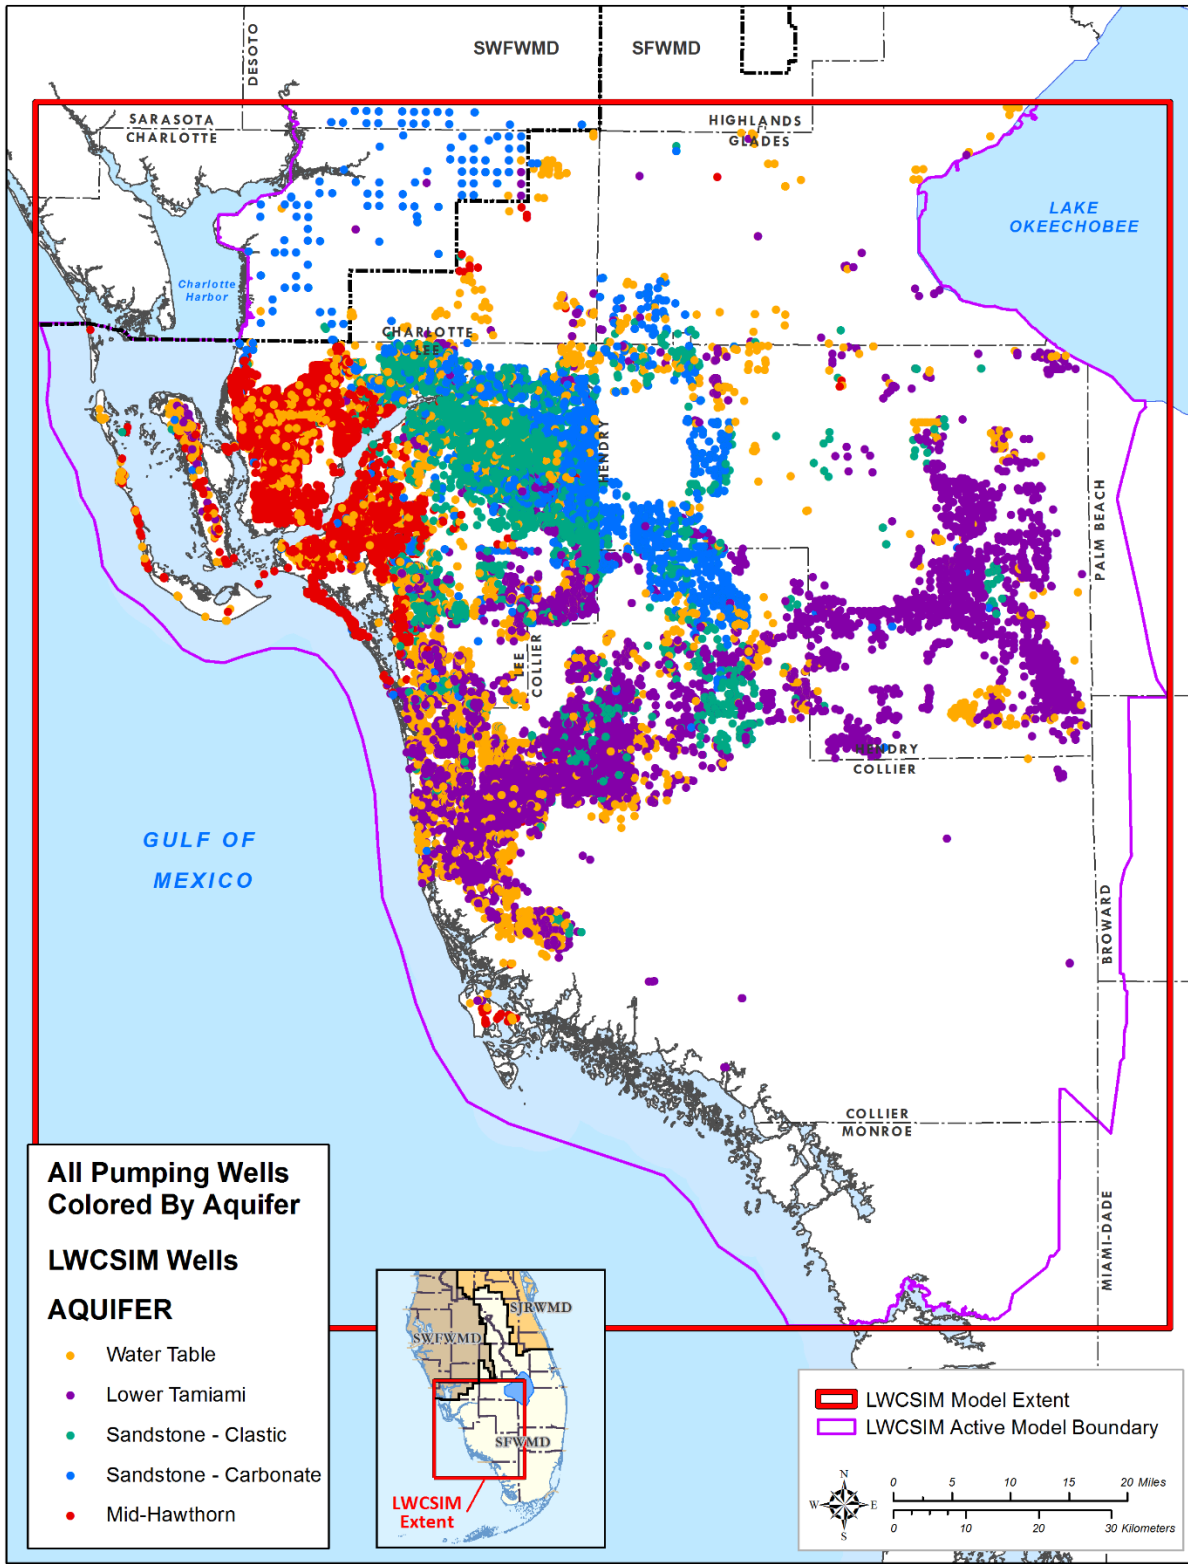 SWFWMD
SFWMD
DESOTO
SARASOTA
CHARLOTTE
HIGHLANDS
GLADES
LAKE
OKEECHOBEE
Charlotte
Harbor
CHARLOTTE
LEE
HENDRY
PALM BEACH
LEE
COLLIER
HENDRY
COLLIER
GULF OF
MEXICO
BROWARD
COLLIER
MONROE
MIAMI-DADE
All Pumping Wells
Colored By Aquifer
LWCSIM Wells
AQUIFER
Water Table
Lower Tamiami
Sandstone - Clastic
Sandstone - Carbonate
Mid-Hawthorn
SJRWMD
SWFWMD
SFWMD
LWCSIM
Extent
LWCSIM Model Extent
LWCSIM Active Model Boundary
N
W E
S
0 5 10 15 20 Miles
0 10 20 30 Kilometers